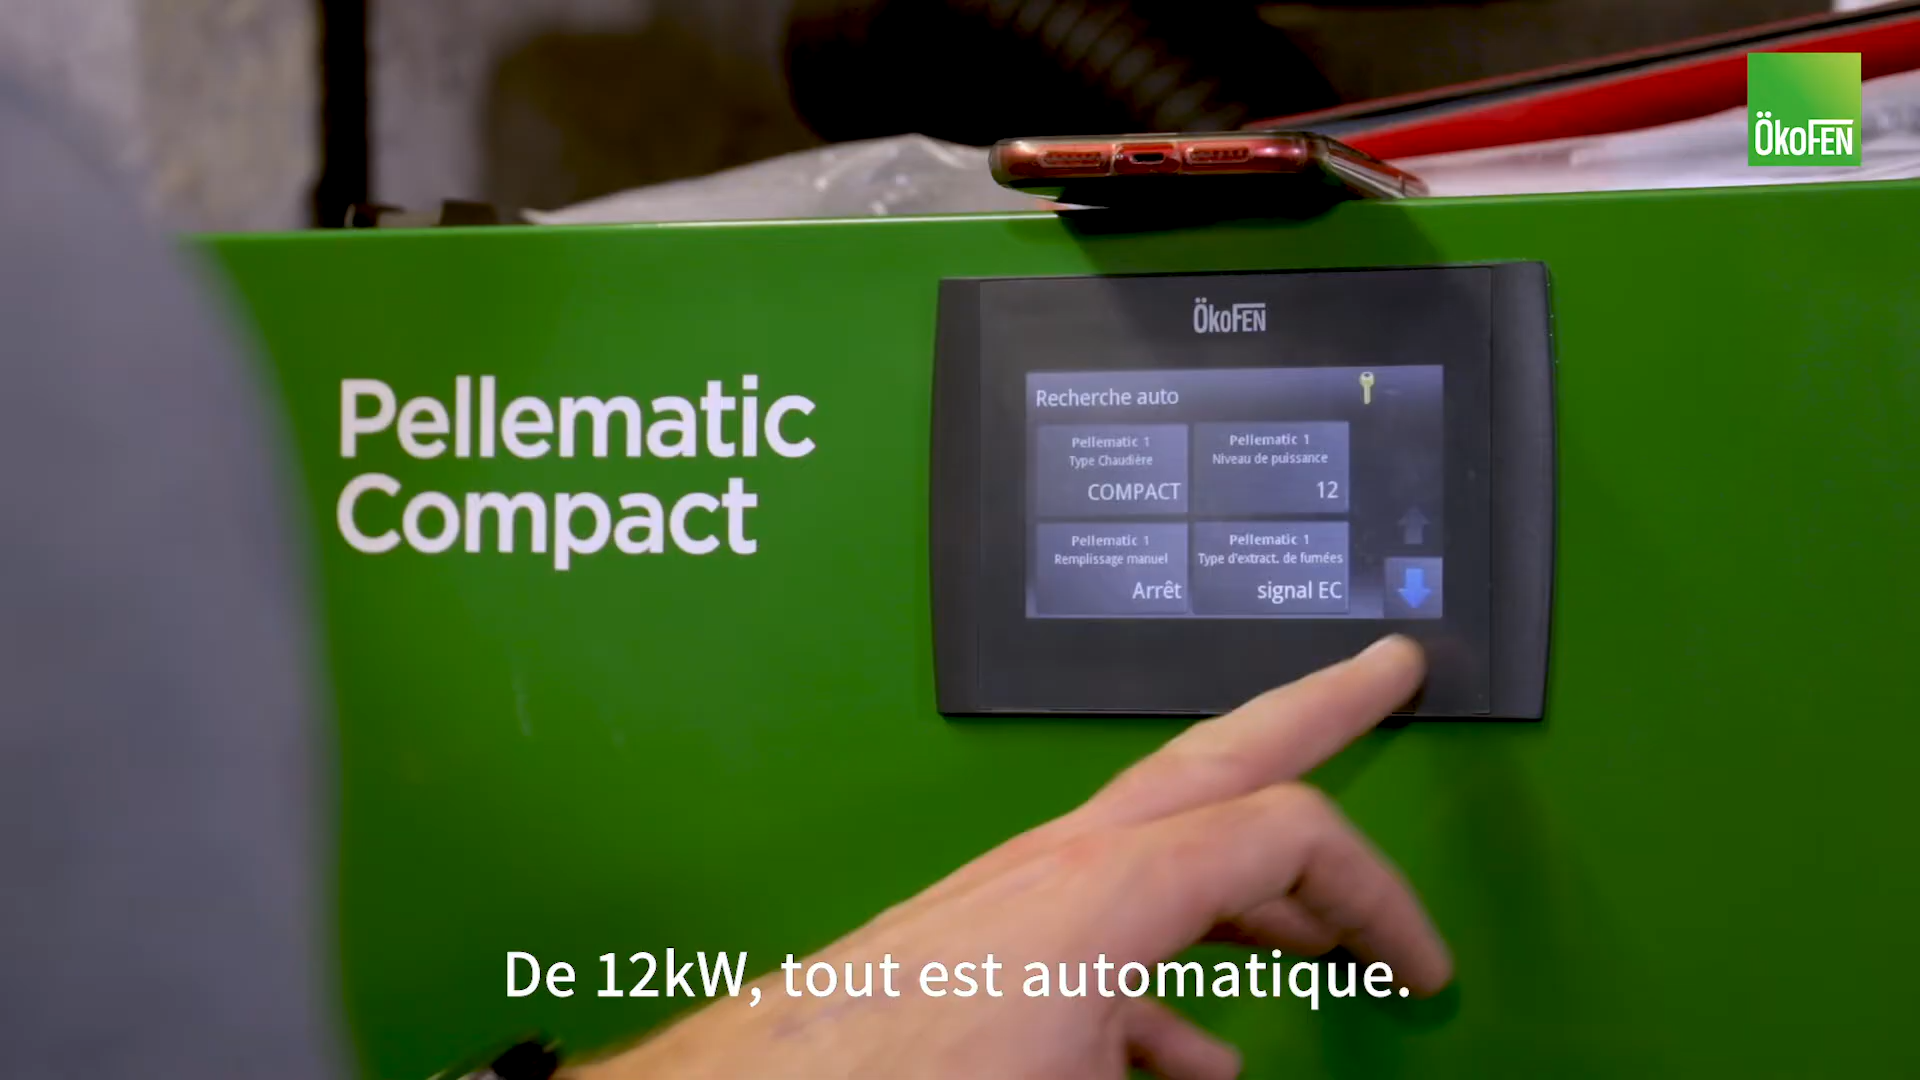 ÖkoFEN
ÖkoFEN
Pellematic
Compact
Recherche auto
Pellematic 1
Type Chaudière
COMPACT
Pellematic 1
Niveau de puissance
12
Pellematic 1
Remplissage manuel
Arrêt
Pellematic 1
Type d'extract. de fumées
signal EC
De 12kW, tout est automatique.